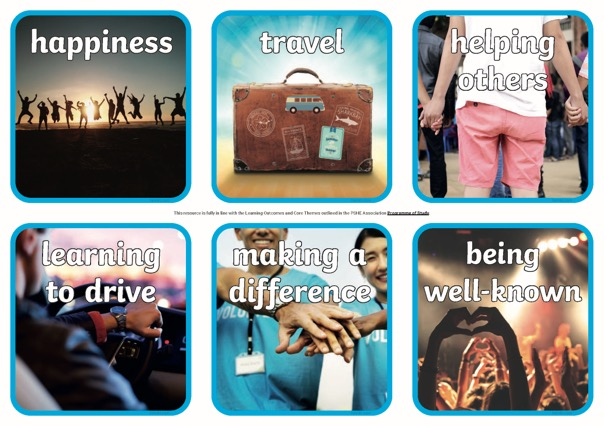 happiness
travel
helping
others
This resource is fully in line with the Learning Outcomes and Core Themes outlined in the PSHE Association Programme of Study.
learning
to drive
making a
difference
being
well-known